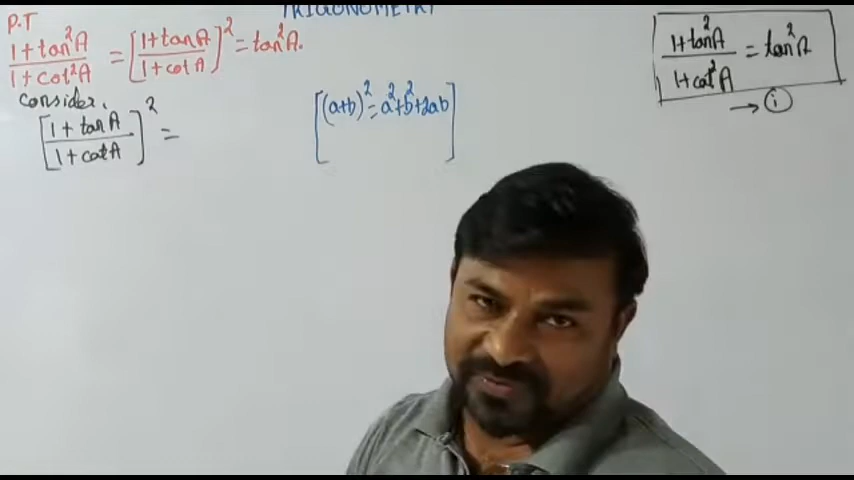 TRIGONOMETRY
P.T
1+tan²A / 1+cot²A = [1+tanA / 1+cotA]² = tan²A.
consider.
[1+tanA / 1+cotA]² =
[(a+b)² = a²+b²+2ab]
1+tan²A / 1+cot²A = tan²A
→ (i)